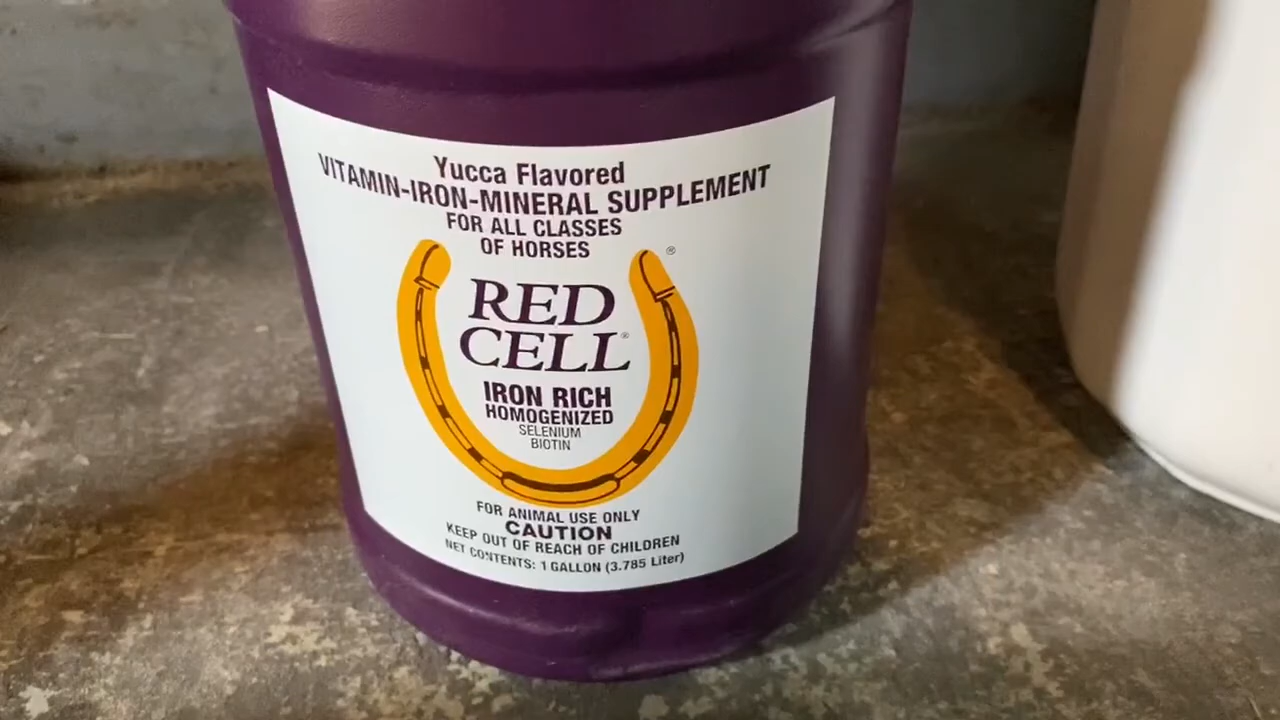 Yucca Flavored
VITAMIN-IRON-MINERAL SUPPLEMENT
FOR ALL CLASSES
OF HORSES
®
RED
CELL®
IRON RICH
HOMOGENIZED
SELENIUM
BIOTIN
FOR ANIMAL USE ONLY
CAUTION
KEEP OUT OF REACH OF CHILDREN
NET CONTENTS: 1 GALLON (3.785 Liter)